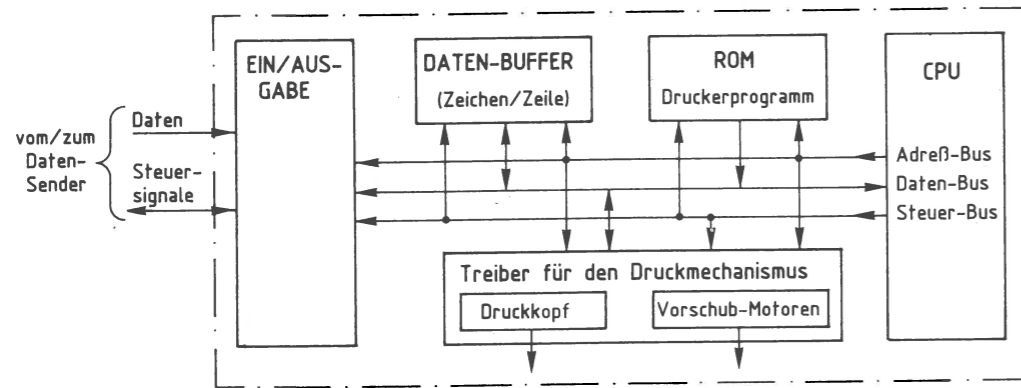 EIN/AUS-
GABE
DATEN-BUFFER
(Zeichen/Zeile)
ROM
Druckerprogramm
CPU
vom/zum
Daten-
Sender
Daten
Steuer-
signale
Adreß-Bus
Daten-Bus
Steuer-Bus
Treiber für den Druckmechanismus
Druckkopf
Vorschub-Motoren